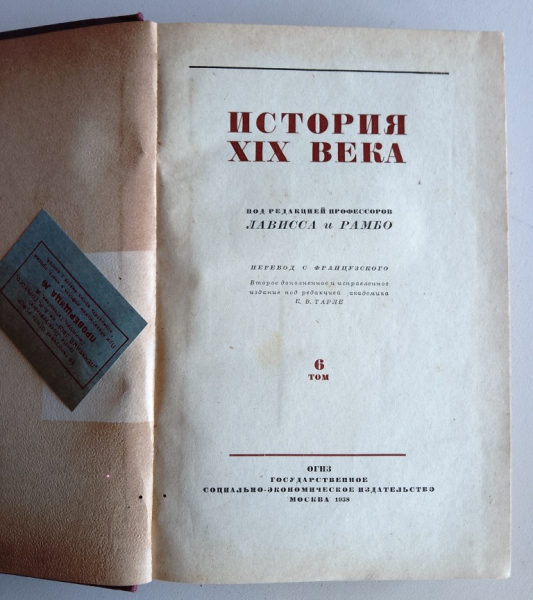 ИСТОРИЯ
XIX ВЕКА
ПОД РЕДАКЦИЕЙ ПРОФЕССОРОВ
ЛАВИССА и РАМБО
ПЕРЕВОД С ФРАНЦУЗСКОГО
Второе дополненное и исправленное
издание под редакцией академика
Е. В. ТАРЛЕ
6
ТОМ
ОГИЗ
ГОСУДАРСТВЕННОЕ
СОЦИАЛЬНО-ЭКОНОМИЧЕСКОЕ ИЗДАТЕЛЬСТВО
МОСКВА 1938
ПРОВЕРЩИЦА